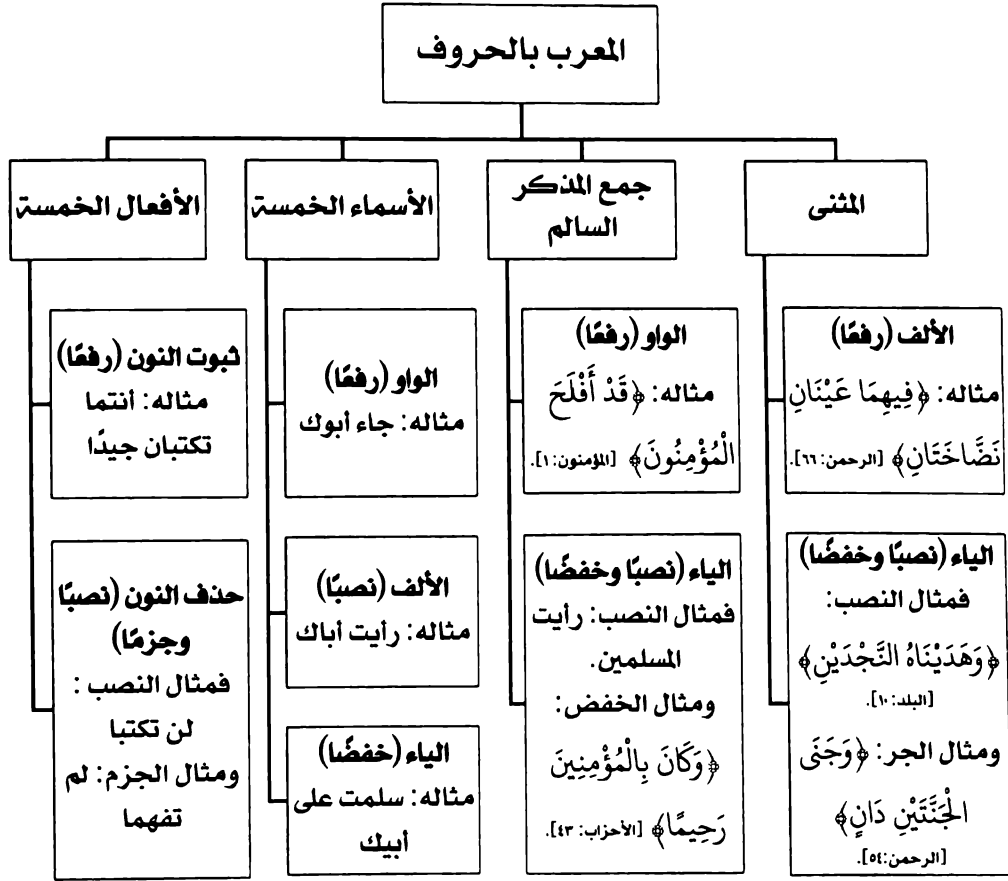 المعرب بالحروف
المثنى
الألف (رفعًا)
مثاله: ﴿فِيهِمَا عَيْنَانِ
نَضَّاخَتَانِ﴾ [الرحمن: ٦٦].
الياء (نصبًا وخفضًا)
فمثال النصب:
﴿وَهَدَيْنَاهُ النَّجْدَيْنِ﴾
[البلد: ١٠].
ومثال الجر: ﴿وَجَنَى
الْجَنَّتَيْنِ دَانٍ﴾
[الرحمن: ٥٤].
جمع المذكر
السالم
الواو (رفعًا)
مثاله: ﴿قَدْ أَفْلَحَ
الْمُؤْمِنُونَ﴾ [المؤمنون: ١].
الياء (نصبًا وخفضًا)
فمثال النصب: رأيت
المسلمين.
ومثال الخفض:
﴿وَكَانَ بِالْمُؤْمِنِينَ
رَحِيمًا﴾ [الأحزاب: ٤٣].
الأسماء الخمسة
الواو (رفعًا)
مثاله: جاء أبوك
الألف (نصبًا)
مثاله: رأيت أباك
الياء (خفضًا)
مثاله: سلمت على
أبيك
الأفعال الخمسة
ثبوت النون (رفعًا)
مثاله: أنتما
تكتبان جيدًا
حذف النون (نصبًا
وجزمًا)
فمثال النصب :
لن تكتبا
ومثال الجزم: لم
تفهما